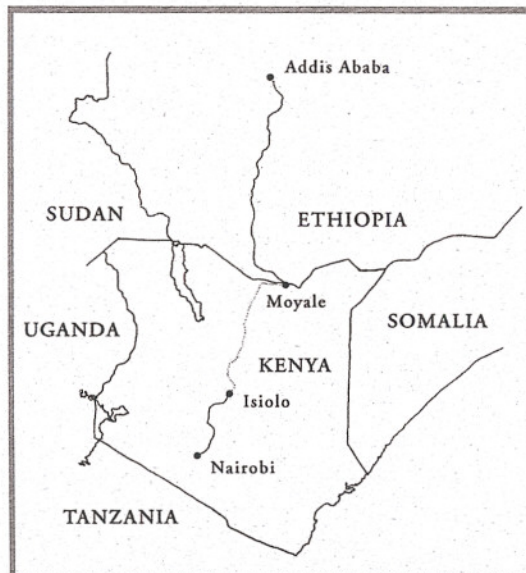 Addis Ababa
SUDAN
ETHIOPIA
Moyale
UGANDA
SOMALIA
KENYA
Isiolo
Nairobi
TANZANIA